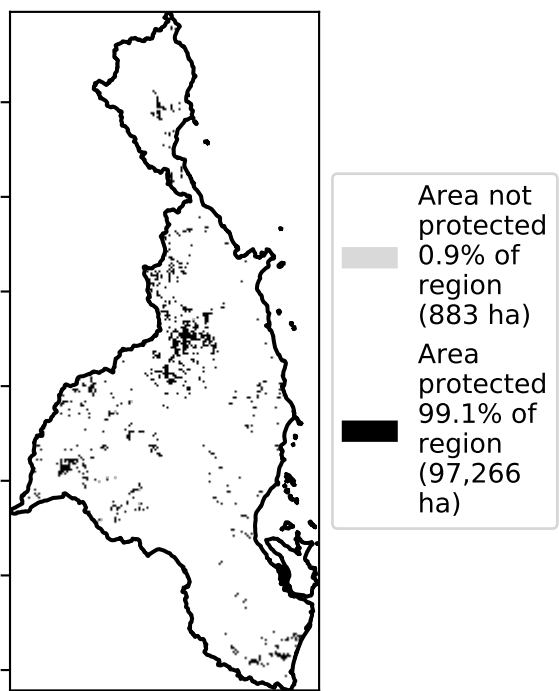 Area not
protected
0.9% of
region
(883 ha)
Area
protected
99.1% of
region
(97,266
ha)